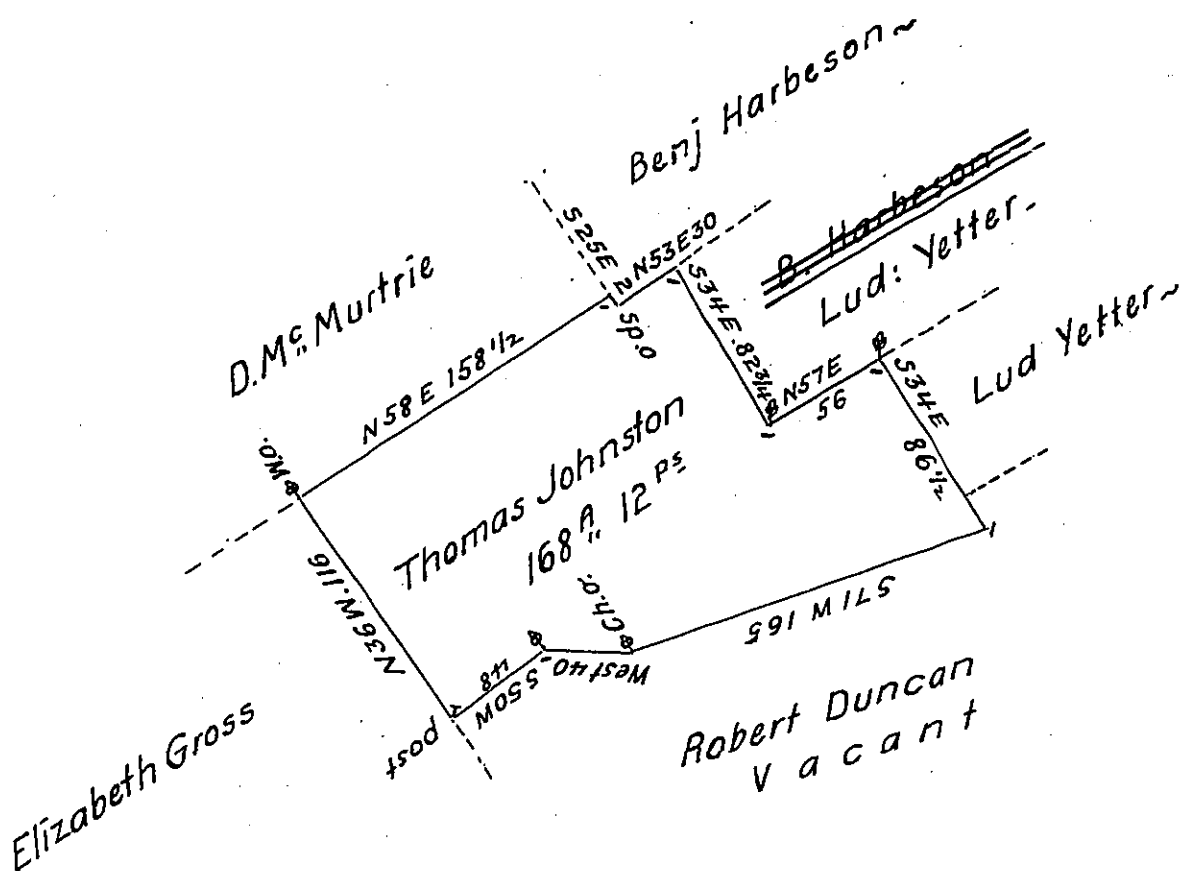 Benj Harbeson ~
B. Harbeson
Lud: Yetter.
Lud Yetter ~
D. Mc Murtrie
S25E 2
N53E30
Sp.o
S34E.82 3/4
N57E
56
S34E
86 1/2
N58E 158 1/2
W.O.
Thomas Johnston
168 A,, 12 Ps
Ch.o.
N36W.116
S71W 165
West 40
S50W
48
post
Elizabeth Gross
Robert Duncan
Vacant